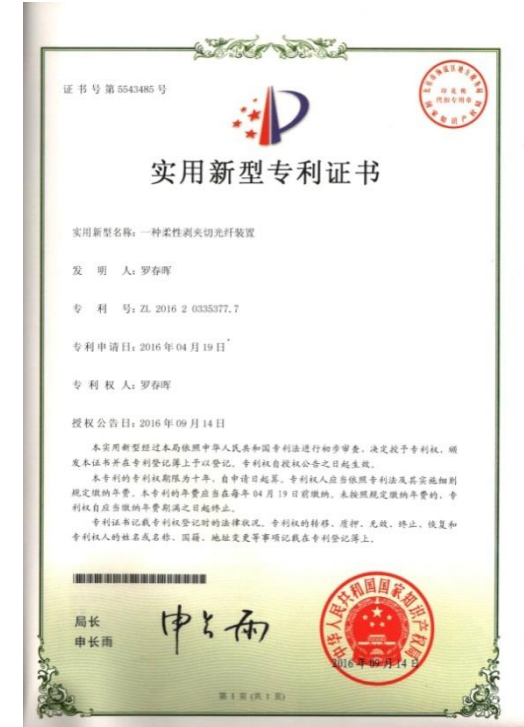 证书号第5543485号
实用新型专利证书
实用新型名称：一种柔性剥夹切光纤装置
发明人：罗春晖
专利号：ZL 2016 2 0335377.7
专利申请日：2016年04月19日
专利权人：罗春晖
授权公告日：2016年09月14日
本实用新型经过本局依照中华人民共和国专利法进行初步审查，决定授予专利权，颁
发本证书并在专利登记簿上予以登记。专利权自授权公告之日起生效。
本专利的专利权期限为十年，自申请日起算。专利权人应当依照专利法及其实施细则
规定缴纳年费。本专利的年费应当在每年04月19日前缴纳。未按照规定缴纳年费的，专
利权自应当缴纳年费期满之日起终止。
专利证书记载专利权登记时的法律状况。专利权的转移、质押、无效、终止、恢复和
专利权人的姓名或名称、国籍、地址变更等事项记载在专利登记簿上。
局长
申长雨
申长雨
中华人民共和国国家知识产权局
2016年09月14日
第1页(共1页)